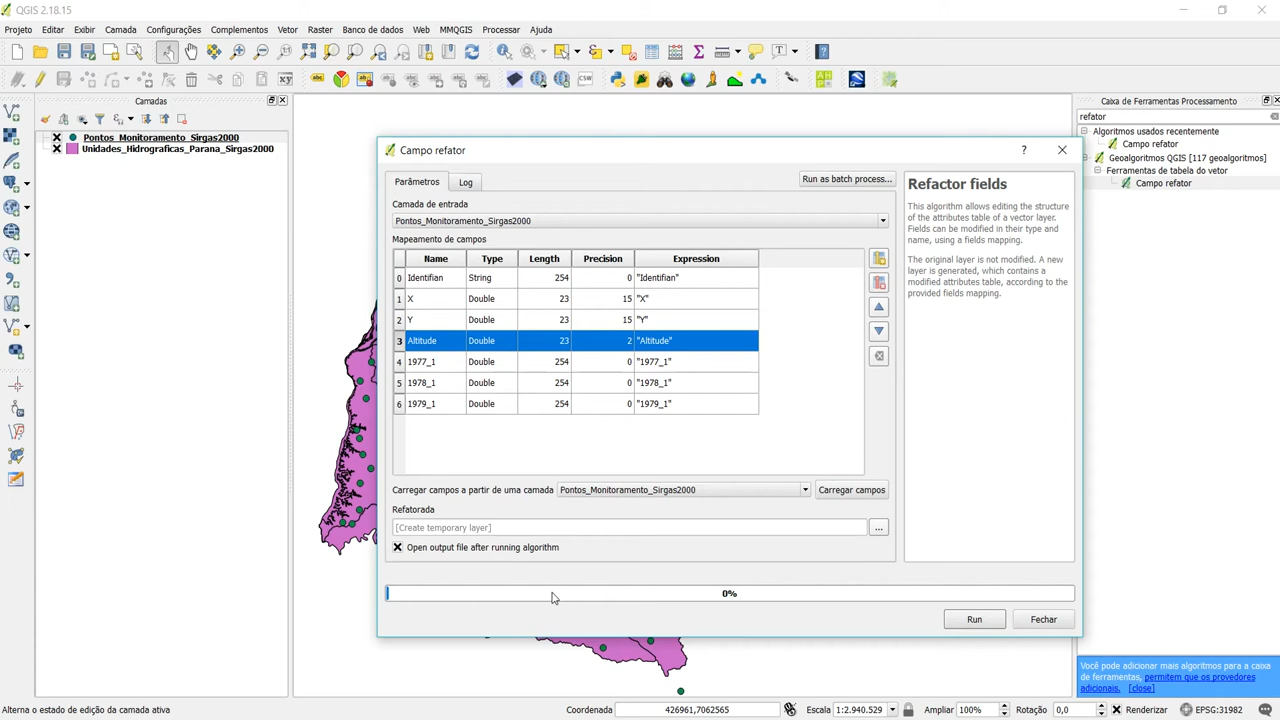 QGIS 2.18.15
Projeto Editar Exibir Camada Configurações Complementos Vetor Raster Banco de dados Web MMQGIS Processar Ajuda
Camadas
Pontos_Monitoramento_Sirgas2000
Unidades_Hidrograficas_Parana_Sirgas2000
Campo refator
Parâmetros
Log
Run as batch process...
Camada de entrada
Pontos_Monitoramento_Sirgas2000
Mapeamento de campos
Name Type Length Precision Expression
0 Identifian String 254 0 "Identifian"
1 X Double 23 15 "X"
2 Y Double 23 15 "Y"
3 Altitude Double 23 2 "Altitude"
4 1977_1 Double 254 0 "1977_1"
5 1978_1 Double 254 0 "1978_1"
6 1979_1 Double 254 0 "1979_1"
Carregar campos a partir de uma camada Pontos_Monitoramento_Sirgas2000 Carregar campos
Refatorada
[Create temporary layer] ...
Open output file after running algorithm
0%
Run Fechar
Refactor fields
This algorithm allows editing the structure
of the attributes table of a vector layer.
Fields can be modified in their type and
name, using a fields mapping.
The original layer is not modified. A new
layer is generated, which contains a
modified attributes table, according to the
provided fields mapping.
Caixa de Ferramentas Processamento
refator
Algoritmos usados recentemente
Campo refator
Geoalgoritmos QGIS [117 geoalgoritmos]
Ferramentas de tabela do vetor
Campo refator
Você pode adicionar mais algoritmos para a caixa
de ferramentas, permitem que os provedores
adicionais. [close]
Alterna o estado de edição da camada ativa
Coordenada 426961,7062565 Escala 1:2.940.529 Ampliar 100% Rotação 0,0 Renderizar EPSG:31982